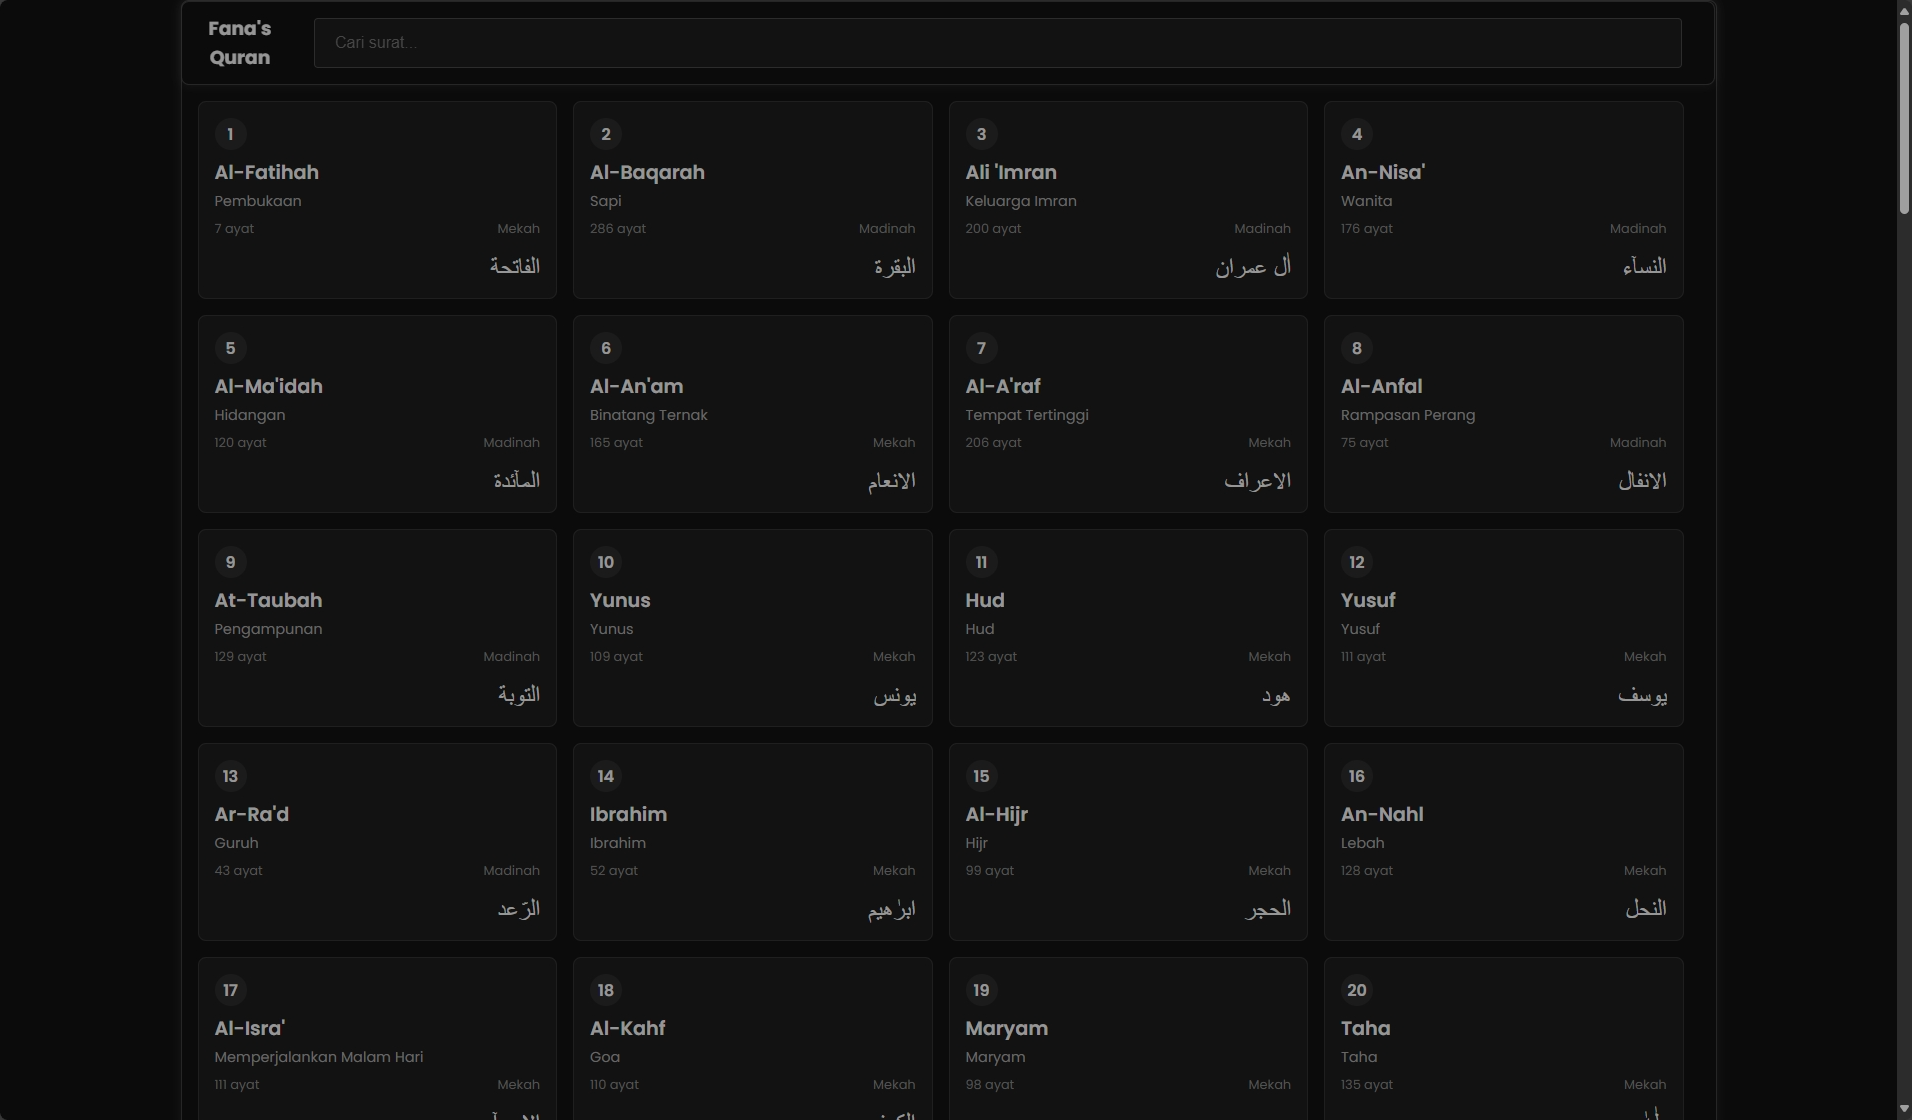 Fana's
Quran
Cari surat...
1
Al-Fatihah
Pembukaan
7 ayat Mekah
الفاتحة
2
Al-Baqarah
Sapi
286 ayat Madinah
البقرة
3
Ali 'Imran
Keluarga Imran
200 ayat Madinah
اٰل عمران
4
An-Nisa'
Wanita
176 ayat Madinah
النساۤء
5
Al-Ma'idah
Hidangan
120 ayat Madinah
الماۤئدة
6
Al-An'am
Binatang Ternak
165 ayat Mekah
الانعام
7
Al-A'raf
Tempat Tertinggi
206 ayat Mekah
الاعراف
8
Al-Anfal
Rampasan Perang
75 ayat Madinah
الانفال
9
At-Taubah
Pengampunan
129 ayat Madinah
التوبة
10
Yunus
Yunus
109 ayat Mekah
يونس
11
Hud
Hud
123 ayat Mekah
هود
12
Yusuf
Yusuf
111 ayat Mekah
يوسف
13
Ar-Ra'd
Guruh
43 ayat Madinah
الرّعد
14
Ibrahim
Ibrahim
52 ayat Mekah
ابرٰهيم
15
Al-Hijr
Hijr
99 ayat Mekah
الحجر
16
An-Nahl
Lebah
128 ayat Mekah
النحل
17
Al-Isra'
Memperjalankan Malam Hari
111 ayat Mekah
18
Al-Kahf
Goa
110 ayat Mekah
19
Maryam
Maryam
98 ayat Mekah
20
Taha
Taha
135 ayat Mekah